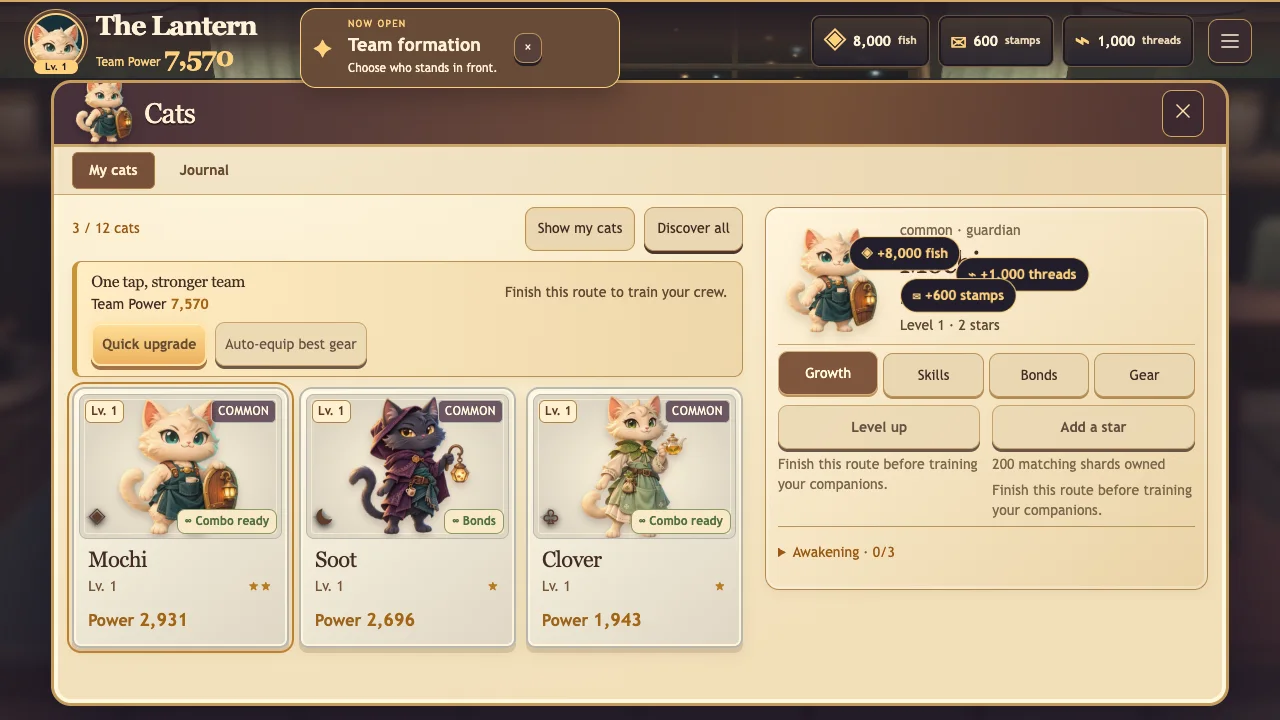 The Lantern
Lv. 1
Team Power 7,570
NOW OPEN
Team formation
Choose who stands in front.
×
8,000 fish
600 stamps
1,000 threads
Cats
My cats
Journal
3 / 12 cats
Show my cats
Discover all
One tap, stronger team
Team Power 7,570
Finish this route to train your crew.
Quick upgrade
Auto-equip best gear
Lv. 1
COMMON
∞ Combo ready
Mochi
Lv. 1
★★
Power 2,931
Lv. 1
COMMON
∞ Bonds
Soot
Lv. 1
★
Power 2,696
Lv. 1
COMMON
∞ Combo ready
Clover
Lv. 1
★
Power 1,943
common · guardian
+8,000 fish
+1,000 threads
+600 stamps
Level 1 · 2 stars
Growth
Skills
Bonds
Gear
Level up
Add a star
Finish this route before training
your companions.
200 matching shards owned
Finish this route before training
your companions.
Awakening · 0/3